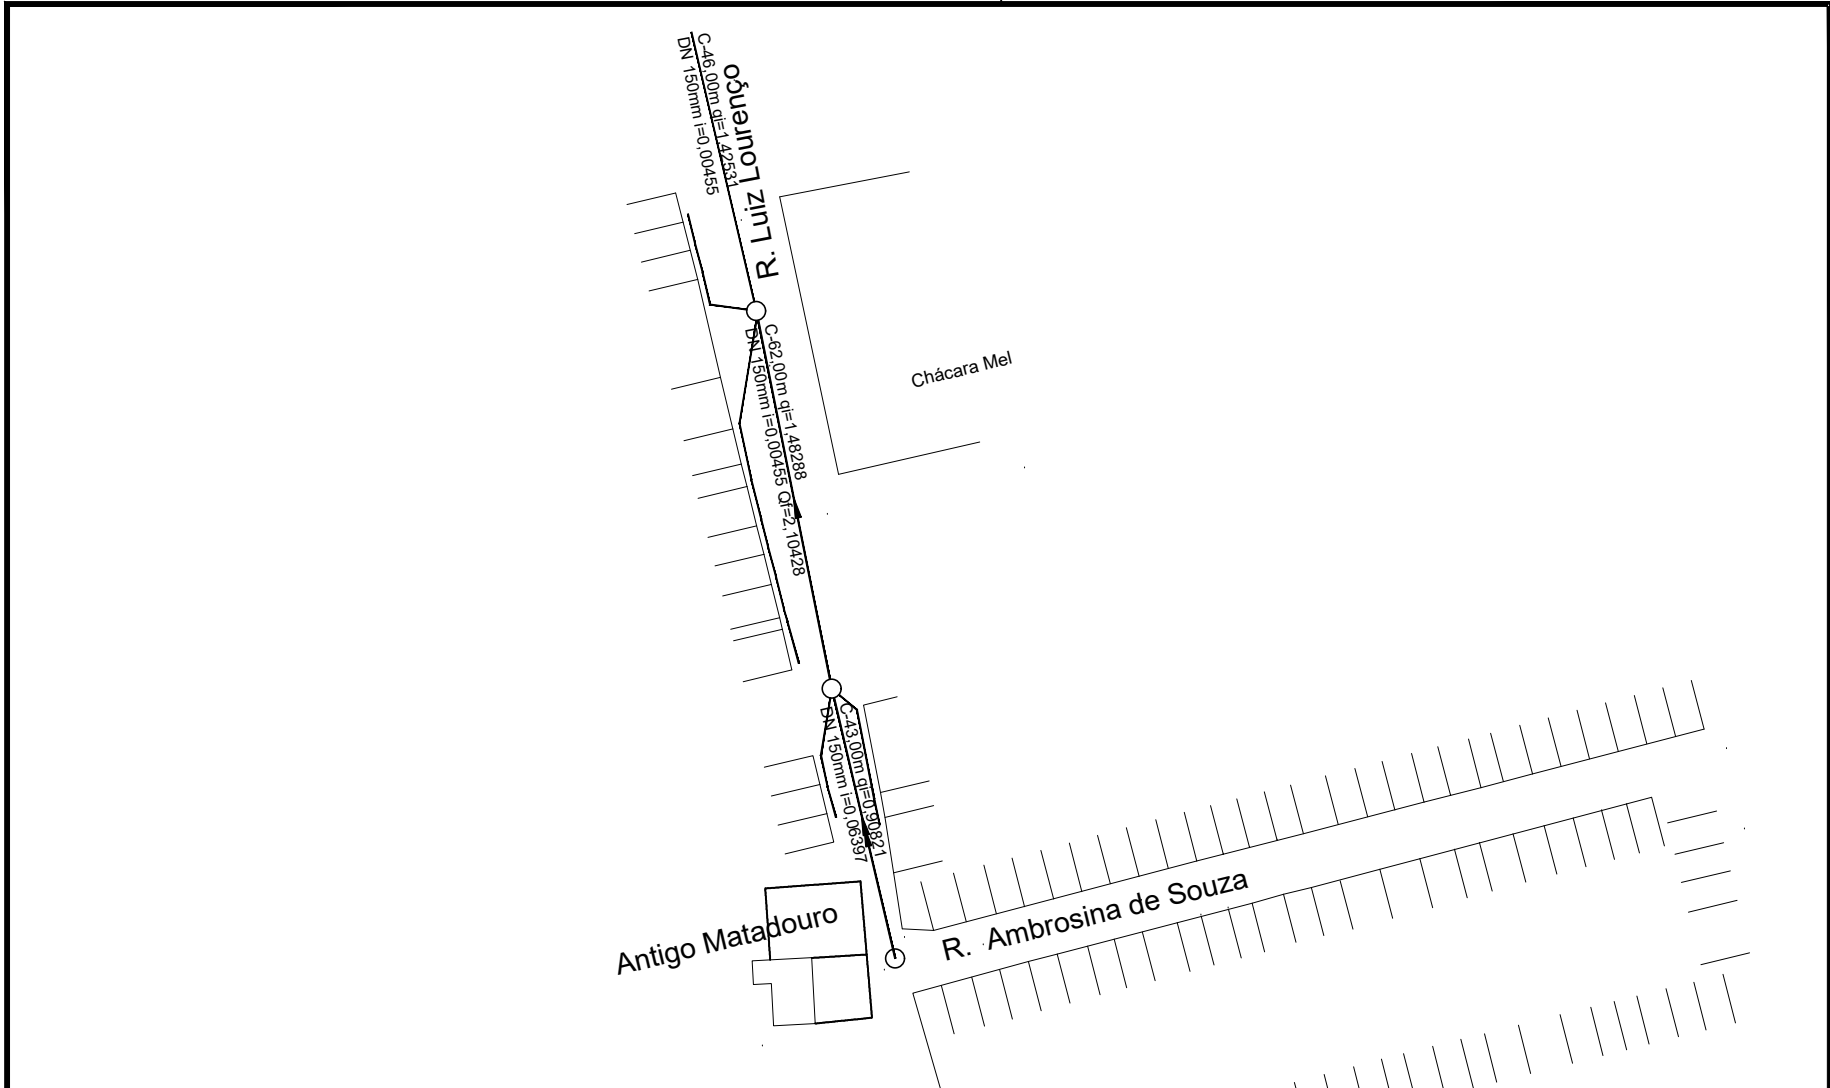 C-46,00m qi=1,42531
DN 150mm i=0,00455
R. Luiz Lourenço
C-62,00m qi=1,48288
DN 150mm i=0,00455 Qf=2,10428
Chácara Mel
C-43,00m qi=0,90821
DN 150mm i=0,06397
Antigo Matadouro
R. Ambrosina de Souza